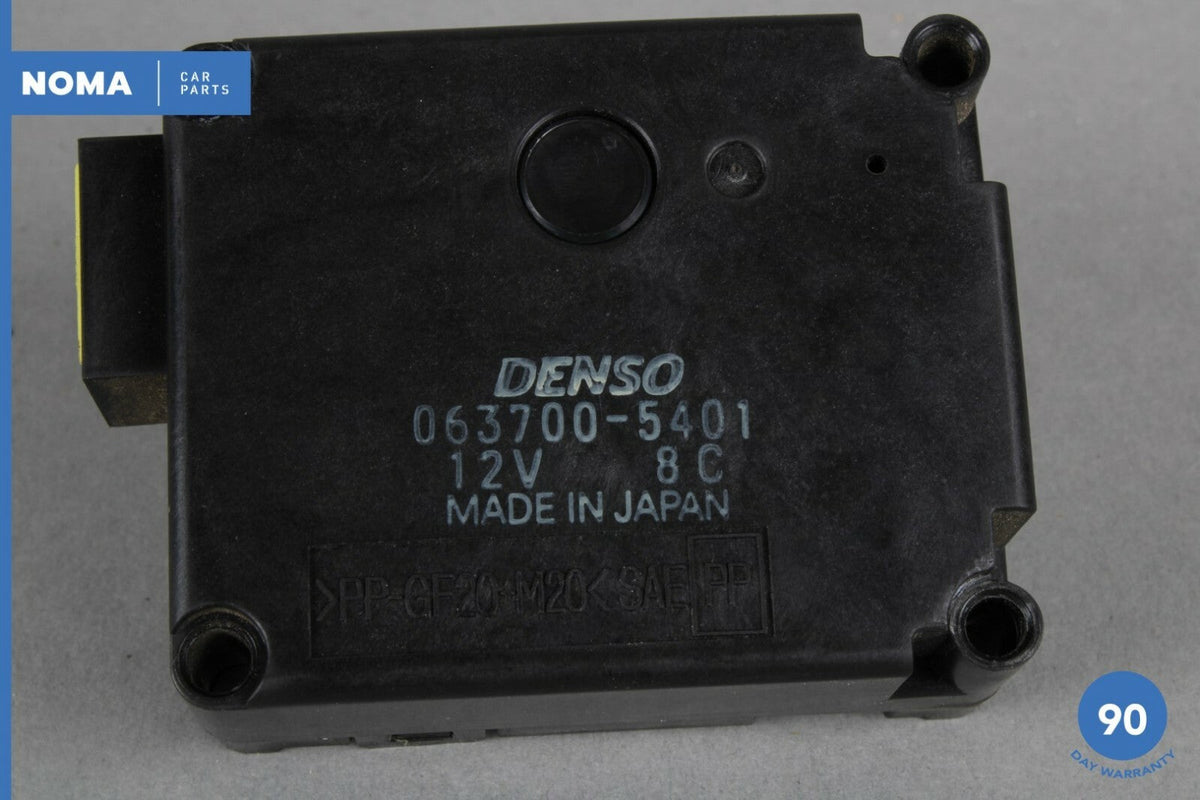 NOMA CAR PARTS
DENSO
063700-5401
12V 8C
MADE IN JAPAN
>PP-GF20+M20< SAE PP
90
DAY WARRANTY